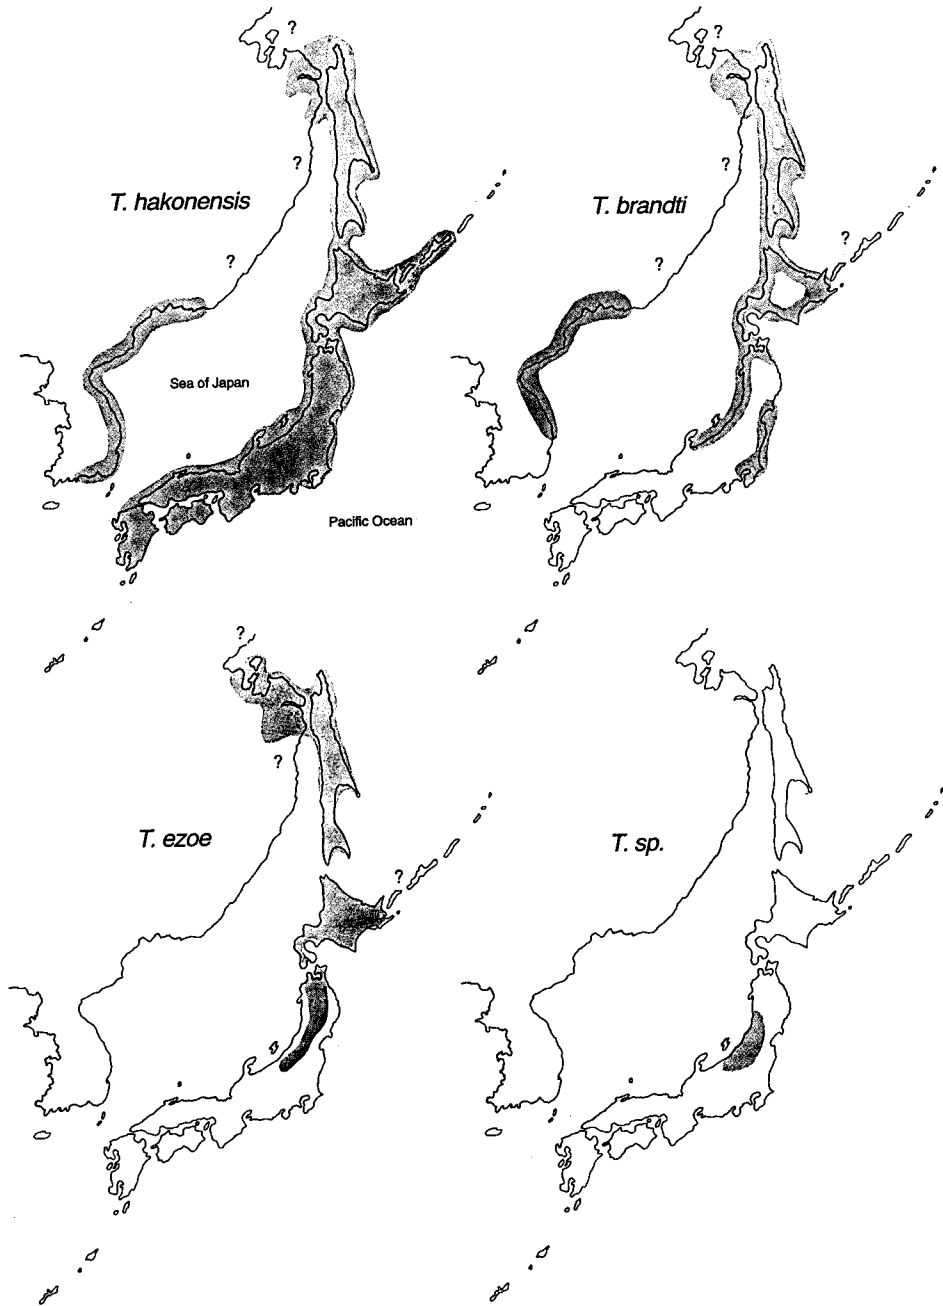 ?
?
?
T. hakonensis
T. brandti
?
?
?
?
Sea of Japan
Pacific Ocean
?
?
T. ezoe
T. sp.
?